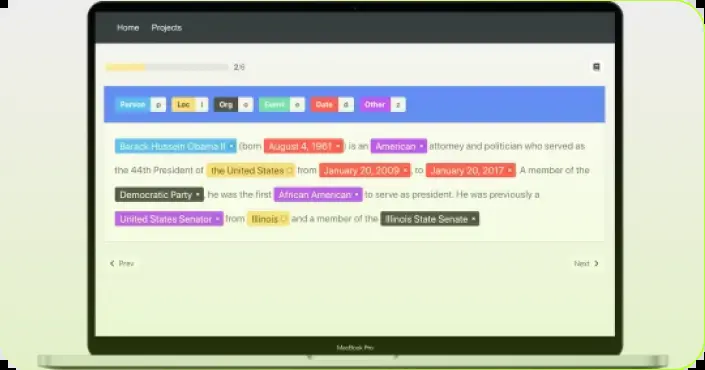 Home Projects
2/6
Person p Loc l Org o Event e Date d Other z
Barack Hussein Obama II (born August 4, 1961) is an American attorney and politician who served as
the 44th President of the United States from January 20, 2009, to January 20, 2017. A member of the
Democratic Party, he was the first African American to serve as president. He was previously a
United States Senator from Illinois and a member of the Illinois State Senate.
Prev Next
MacBook Pro